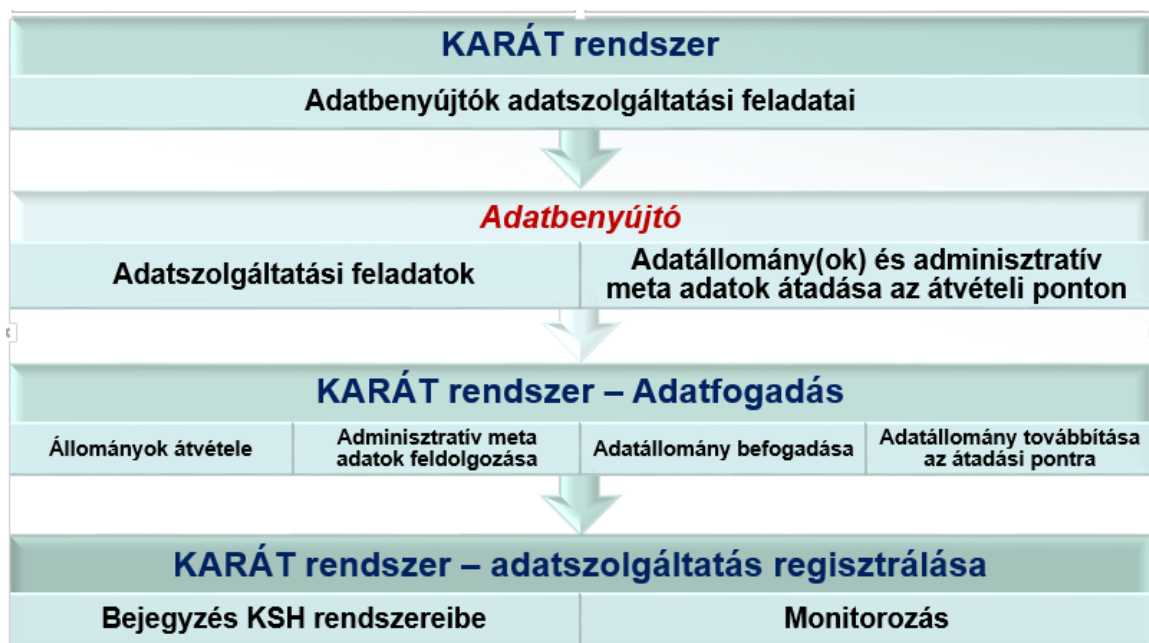 KARÁT rendszer
Adatbenyújtók adatszolgáltatási feladatai
Adatbenyújtó
Adatszolgáltatási feladatok
Adatállomány(ok) és adminisztratív
meta adatok átadása az átvételi ponton
KARÁT rendszer – Adatfogadás
Állományok átvétele
Adminisztratív meta
adatok feldolgozása
Adatállomány befogadása
Adatállomány továbbítása
az átadási pontra
KARÁT rendszer – adatszolgáltatás regisztrálása
Bejegyzés KSH rendszereibe
Monitorozás